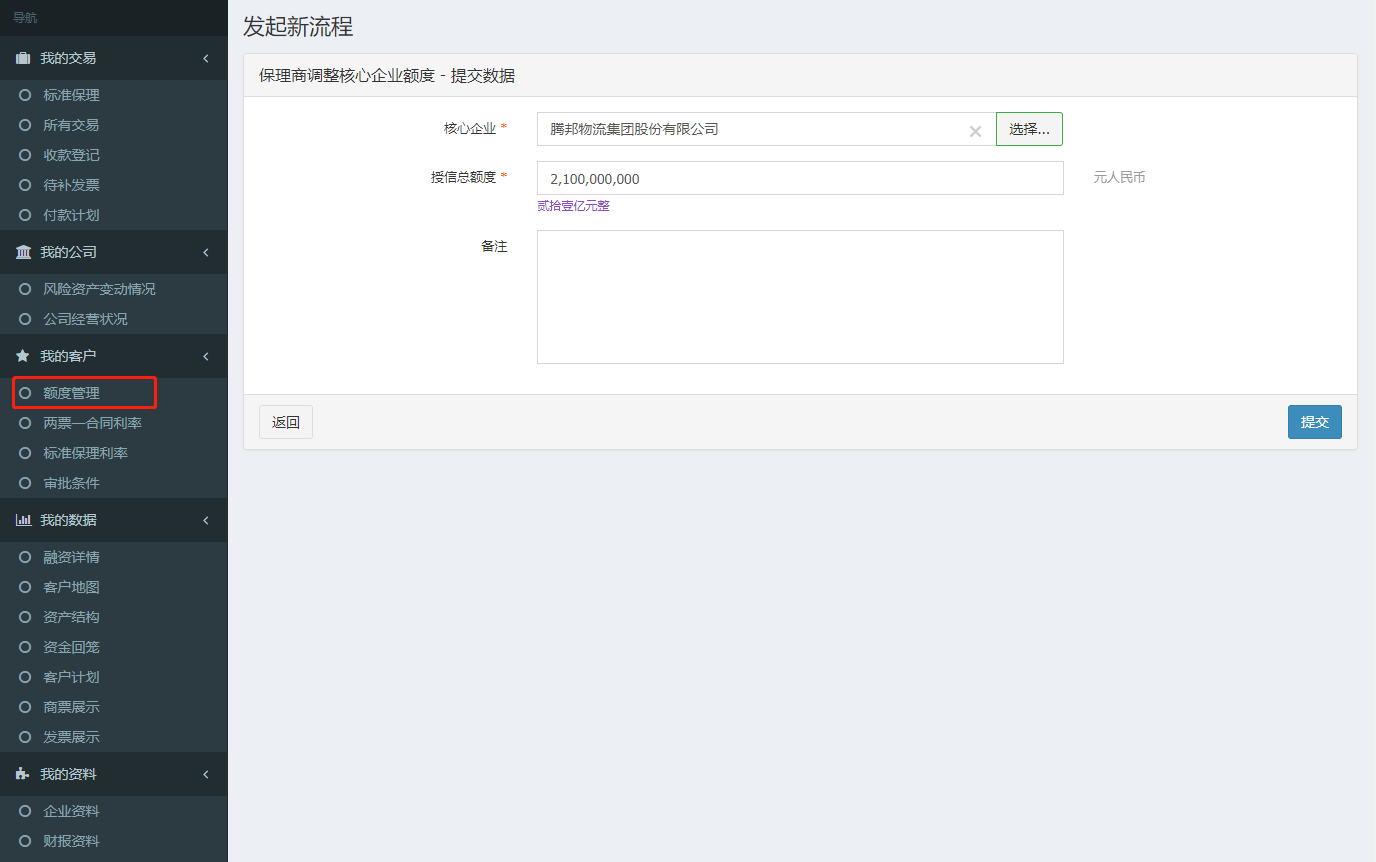 导航
我的交易
标准保理
所有交易
收款登记
待补发票
付款计划
我的公司
风险资产变动情况
公司经营状况
我的客户
额度管理
两票一合同利率
标准保理利率
审批条件
我的数据
融资详情
客户地图
资产结构
资金回笼
客户计划
商票展示
发票展示
我的资料
企业资料
财报资料
发起新流程
保理商调整核心企业额度 - 提交数据
核心企业 * 腾邦物流集团股份有限公司 × 选择...
授信总额度 * 2,100,000,000 元人民币
贰拾壹亿元整
备注
返回 提交